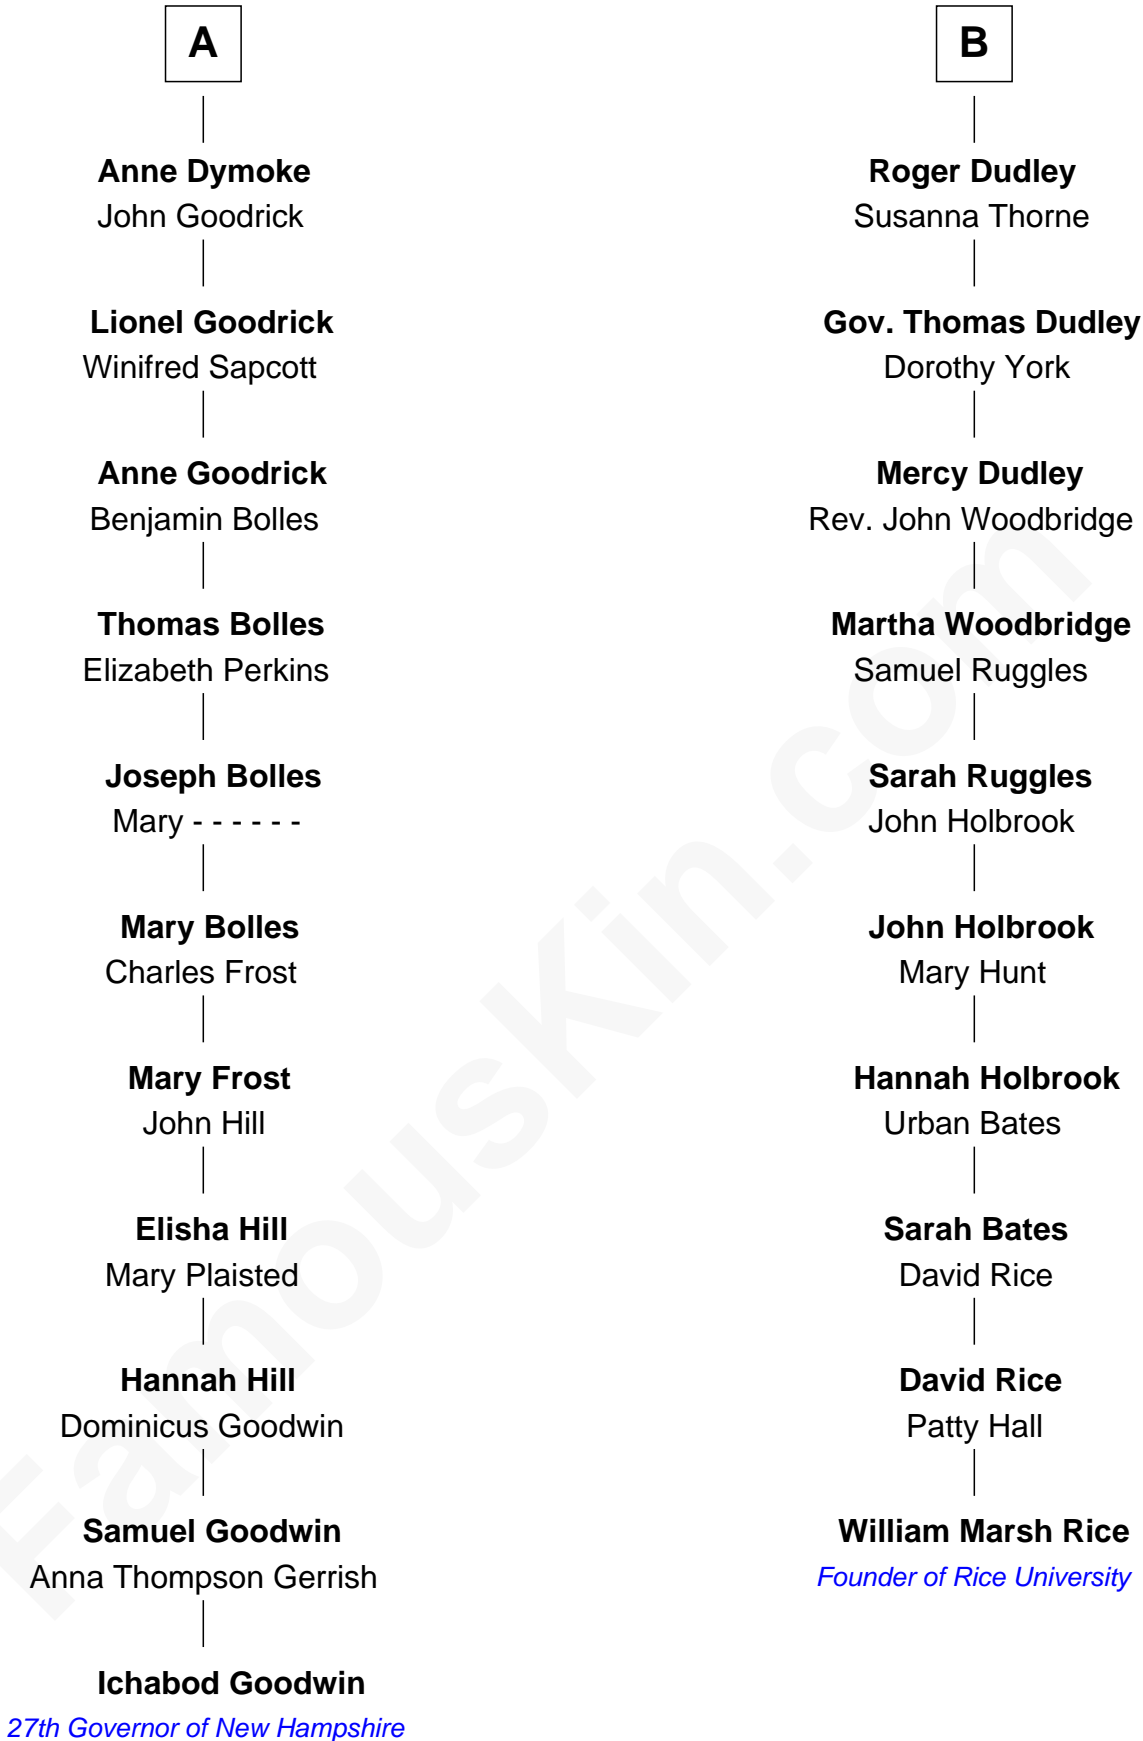 A
Anne Dymoke
John Goodrick
Lionel Goodrick
Winifred Sapcott
Anne Goodrick
Benjamin Bolles
Thomas Bolles
Elizabeth Perkins
Joseph Bolles
Mary - - - - - -
Mary Bolles
Charles Frost
Mary Frost
John Hill
Elisha Hill
Mary Plaisted
Hannah Hill
Dominicus Goodwin
Samuel Goodwin
Anna Thompson Gerrish
Ichabod Goodwin
27th Governor of New Hampshire
B
Roger Dudley
Susanna Thorne
Gov. Thomas Dudley
Dorothy York
Mercy Dudley
Rev. John Woodbridge
Martha Woodbridge
Samuel Ruggles
Sarah Ruggles
John Holbrook
John Holbrook
Mary Hunt
Hannah Holbrook
Urban Bates
Sarah Bates
David Rice
David Rice
Patty Hall
William Marsh Rice
Founder of Rice University
FamousKin.com